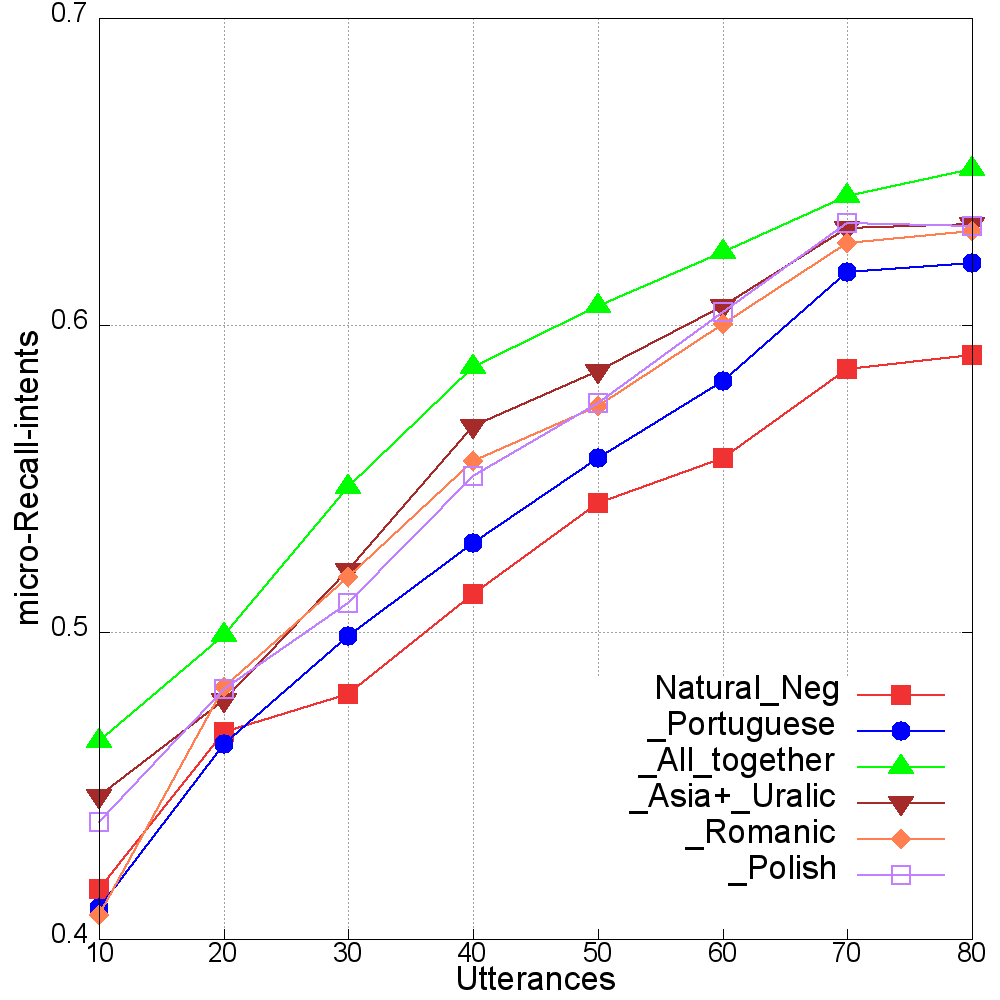 0.7
0.6
0.5
0.4
micro-Recall-intents
Natural_Neg
_Portuguese
_All_together
_Asia+_Uralic
_Romanic
_Polish
10 20 30 40 50 60 70 80
Utterances